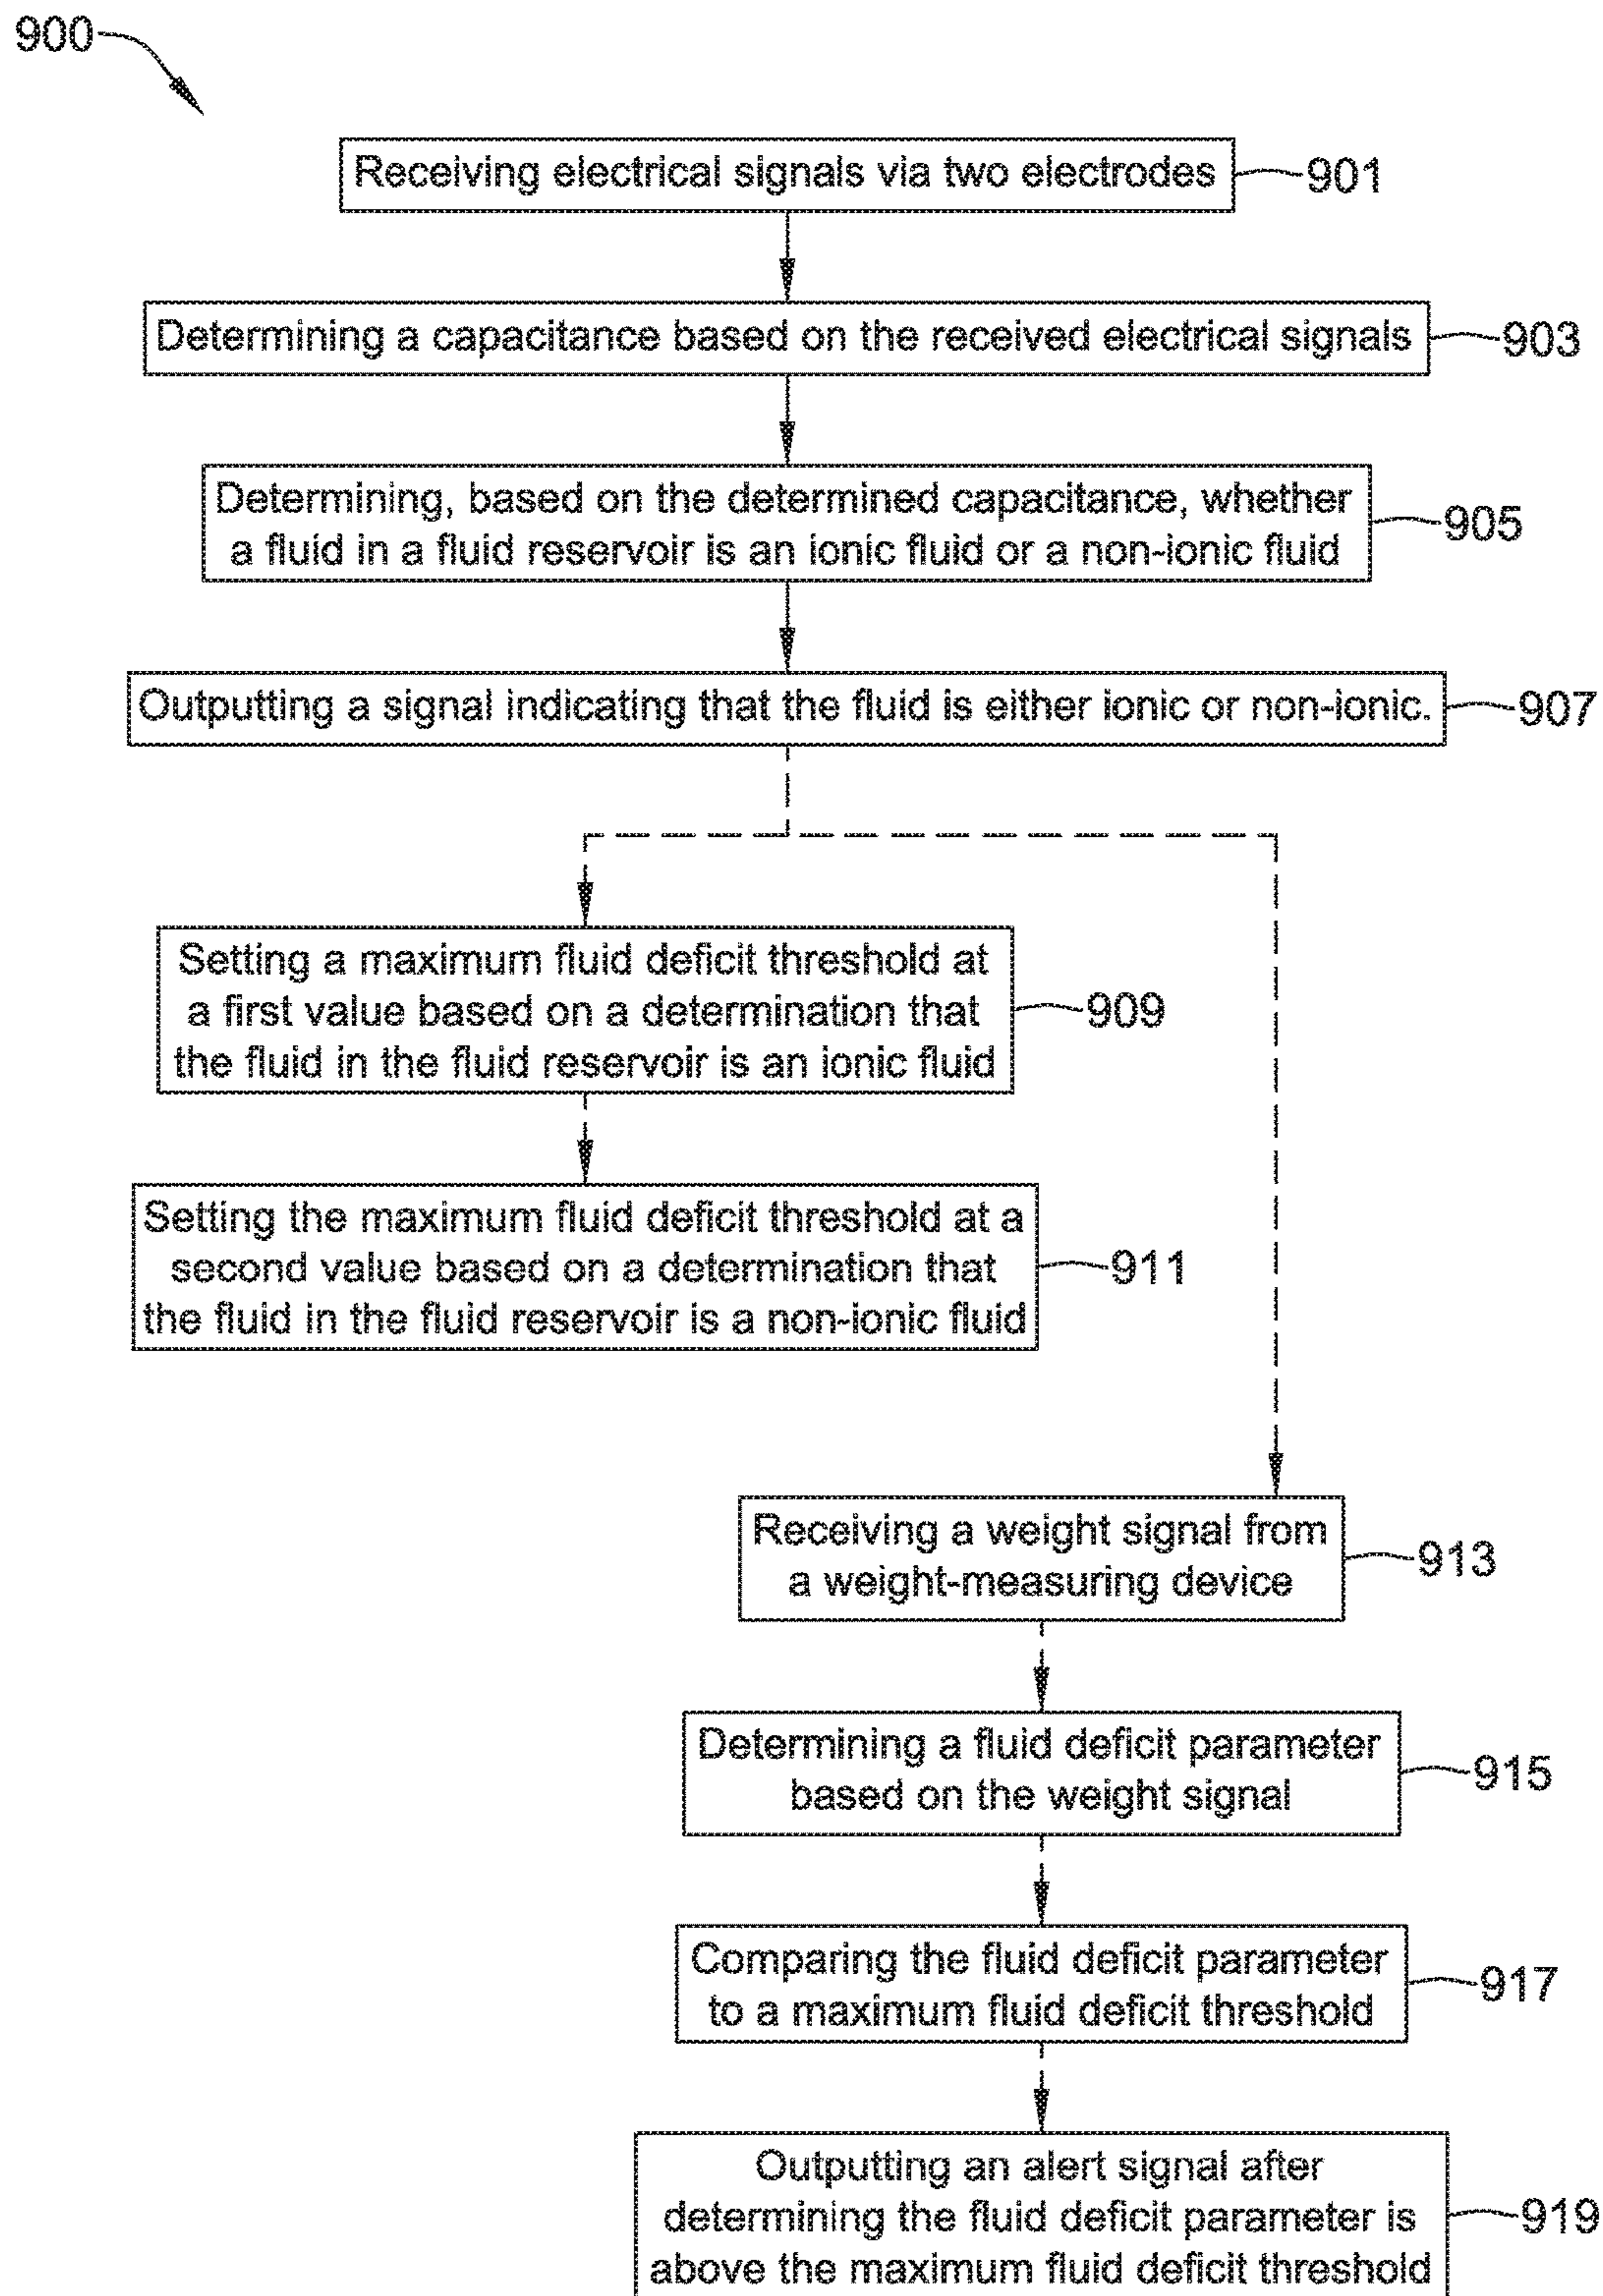 900
Receiving electrical signals via two electrodes
901
Determining a capacitance based on the received electrical signals
903
Determining, based on the determined capacitance, whether
a fluid in a fluid reservoir is an ionic fluid or a non-ionic fluid
905
Outputting a signal indicating that the fluid is either ionic or non-ionic.
907
Setting a maximum fluid deficit threshold at
a first value based on a determination that
the fluid in the fluid reservoir is an ionic fluid
909
Setting the maximum fluid deficit threshold at a
second value based on a determination that
the fluid in the fluid reservoir is a non-ionic fluid
911
Receiving a weight signal from
a weight-measuring device
913
Determining a fluid deficit parameter
based on the weight signal
915
Comparing the fluid deficit parameter
to a maximum fluid deficit threshold
917
Outputting an alert signal after
determining the fluid deficit parameter is
above the maximum fluid deficit threshold
919